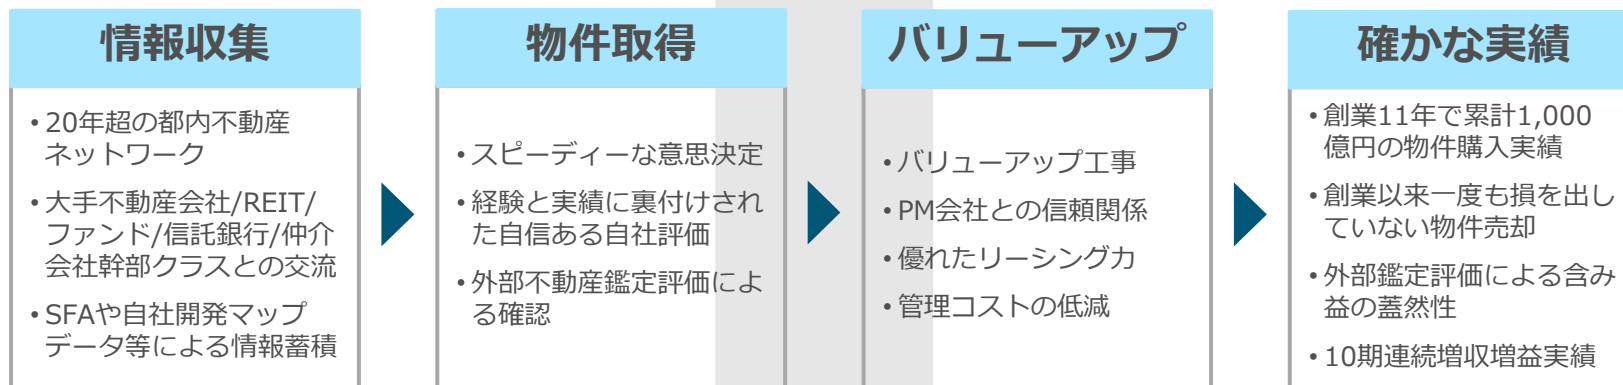 情報収集
• 20年超の都内不動産
ネットワーク
• 大手不動産会社/REIT/
ファンド/信託銀行/仲介
会社幹部クラスとの交流
• SFAや自社開発マップ
データ等による情報蓄積
物件取得
• スピーディーな意思決定
• 経験と実績に裏付けされ
た自信ある自社評価
• 外部不動産鑑定評価によ
る確認
バリューアップ
• バリューアップ工事
• PM会社との信頼関係
• 優れたリーシング力
• 管理コストの低減
確かな実績
• 創業11年で累計1,000
億円の物件購入実績
• 創業以来一度も損を出し
ていない物件売却
• 外部鑑定評価による含み
益の蓋然性
• 10期連続増収増益実績